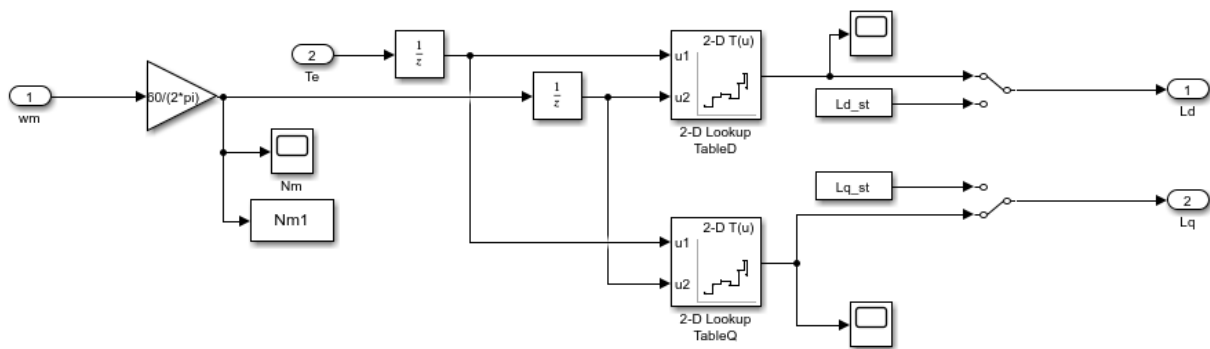 1
wm
60/(2*pi)
Nm
Nm1
2
Te
1
z
1
z
2-D T(u)
u1
u2
2-D Lookup
TableD
Ld_st
1
Ld
Lq_st
2
Lq
2-D T(u)
u1
u2
2-D Lookup
TableQ